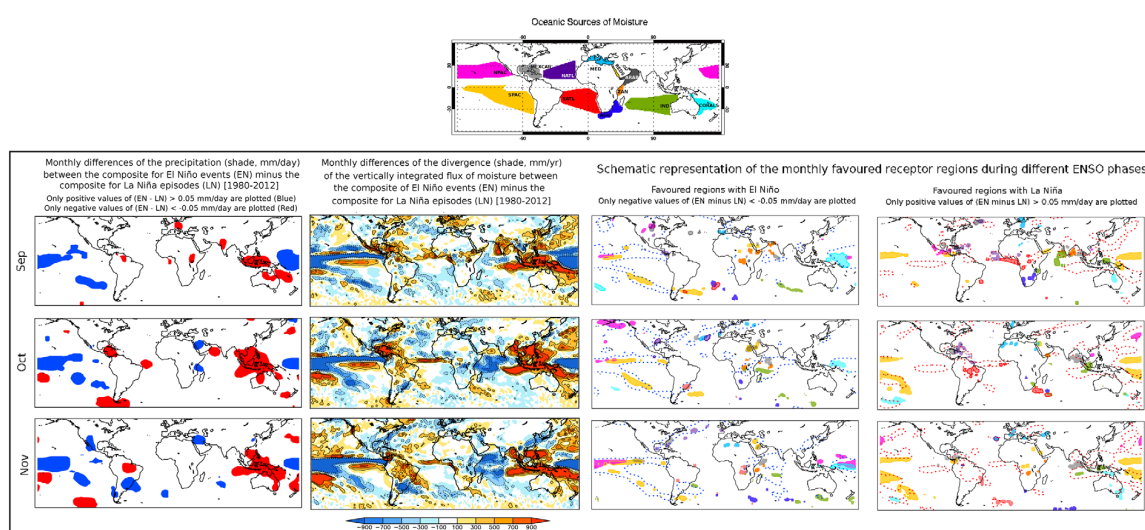 Oceanic Sources of Moisture
-90 0 90
NPAC MEXCAR NATL MED ARAB
SPAC SATL ZAN IND CORALS
-90 0 90
Monthly differences of the precipitation (shade, mm/day)
between the composite for El Niño events (EN) minus the
composite for La Niña episodes (LN) [1980-2012]
Only positive values of (EN - LN) > 0.05 mm/day are plotted (Blue)
Only negative values of (EN - LN) < -0.05 mm/day are plotted (Red)
Monthly differences of the divergence (shade, mm/yr)
of the vertically integrated flux of moisture between
the composite of El Niño events (EN) minus the
composite for La Niña episodes (LN) [1980-2012]
Schematic representation of the monthly favoured receptor regions during different ENSO phases
Favoured regions with El Niño
Only negative values of (EN minus LN) < -0.05 mm/day are plotted
Favoured regions with La Niña
Only positive values of (EN minus LN) > 0.05 mm/day are plotted
Sep
Oct
Nov
-900 -700 -500 -300 -100 100 300 500 700 900